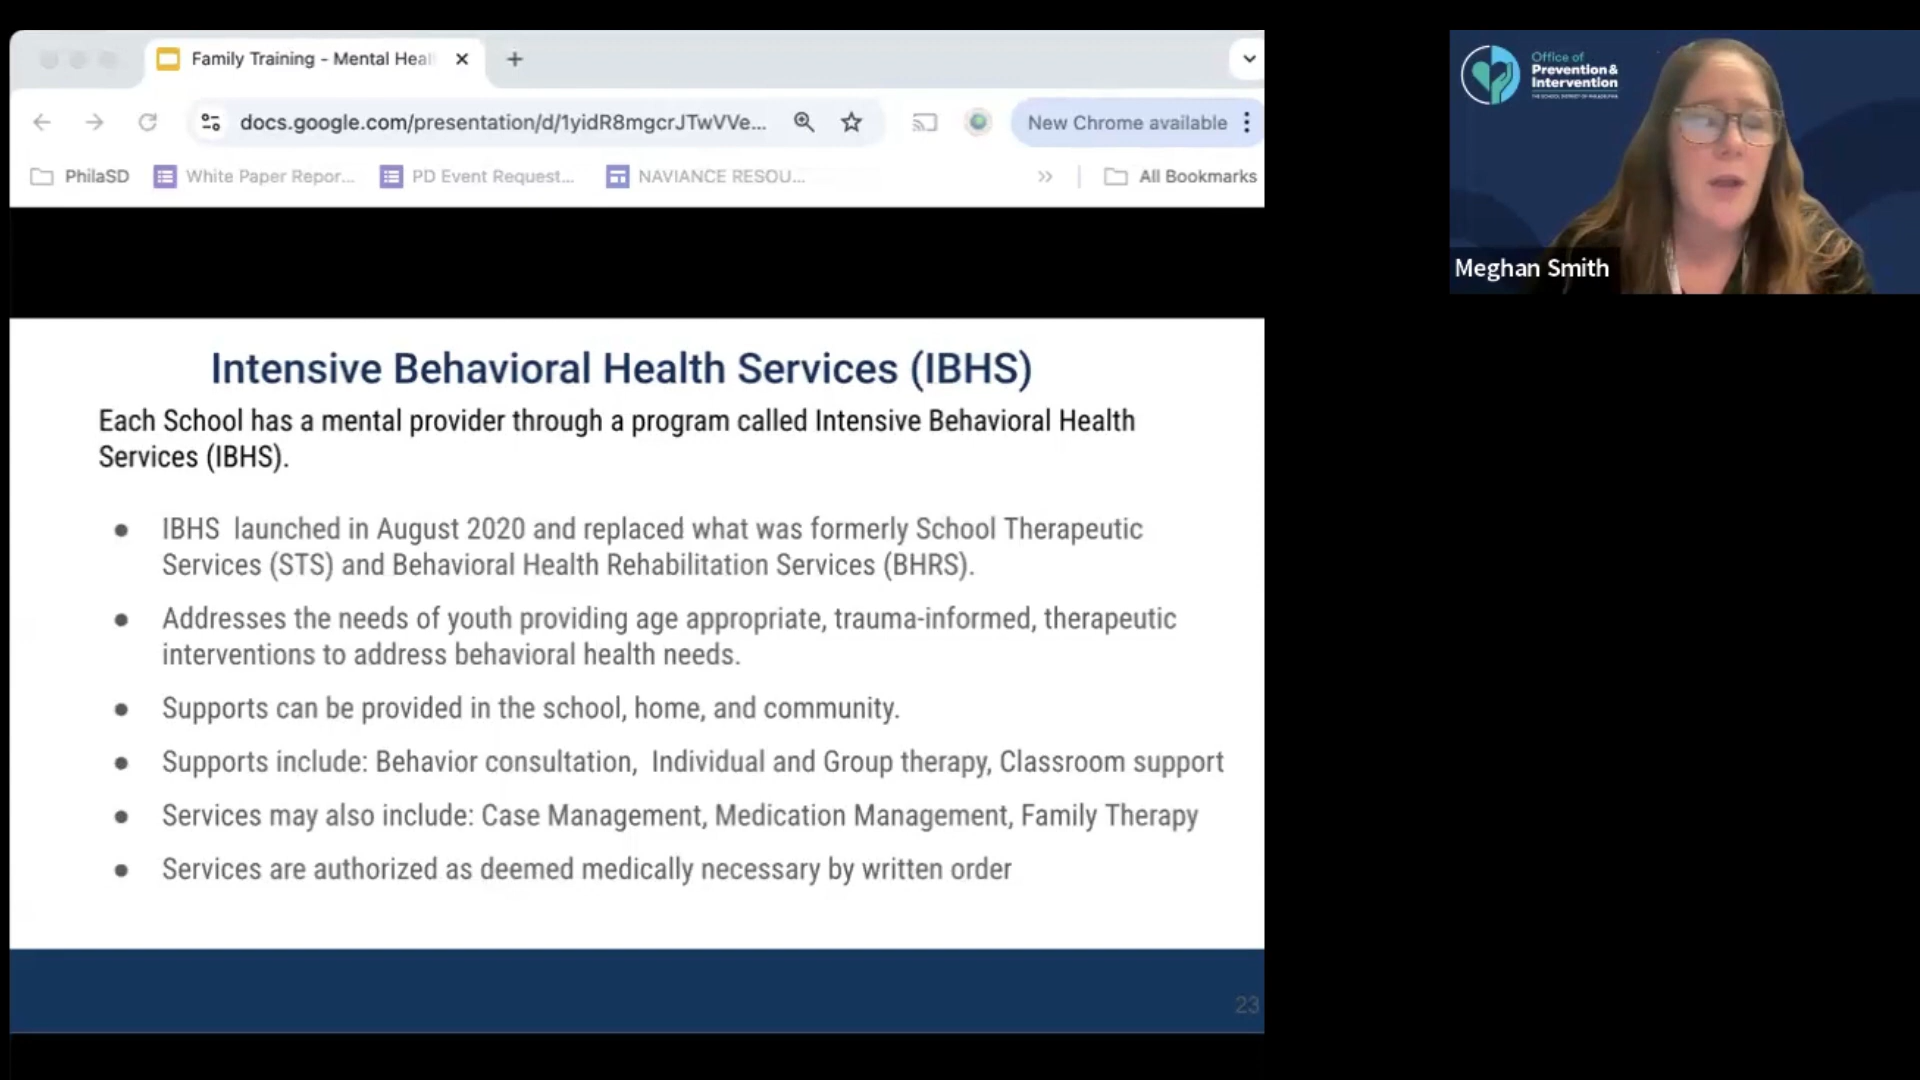 Family Training - Mental Heal
docs.google.com/presentation/d/1yidR8mgcrJTwVVe...
New Chrome available
PhilaSD
White Paper Repor...
PD Event Request...
NAVIANCE RESOU...
All Bookmarks
Intensive Behavioral Health Services (IBHS)
Each School has a mental provider through a program called Intensive Behavioral Health
Services (IBHS).
● IBHS launched in August 2020 and replaced what was formerly School Therapeutic
Services (STS) and Behavioral Health Rehabilitation Services (BHRS).
● Addresses the needs of youth providing age appropriate, trauma-informed, therapeutic
interventions to address behavioral health needs.
● Supports can be provided in the school, home, and community.
● Supports include: Behavior consultation, Individual and Group therapy, Classroom support
● Services may also include: Case Management, Medication Management, Family Therapy
● Services are authorized as deemed medically necessary by written order
23
Office of
Prevention &
Intervention
THE SCHOOL DISTRICT OF PHILADELPHIA
Meghan Smith